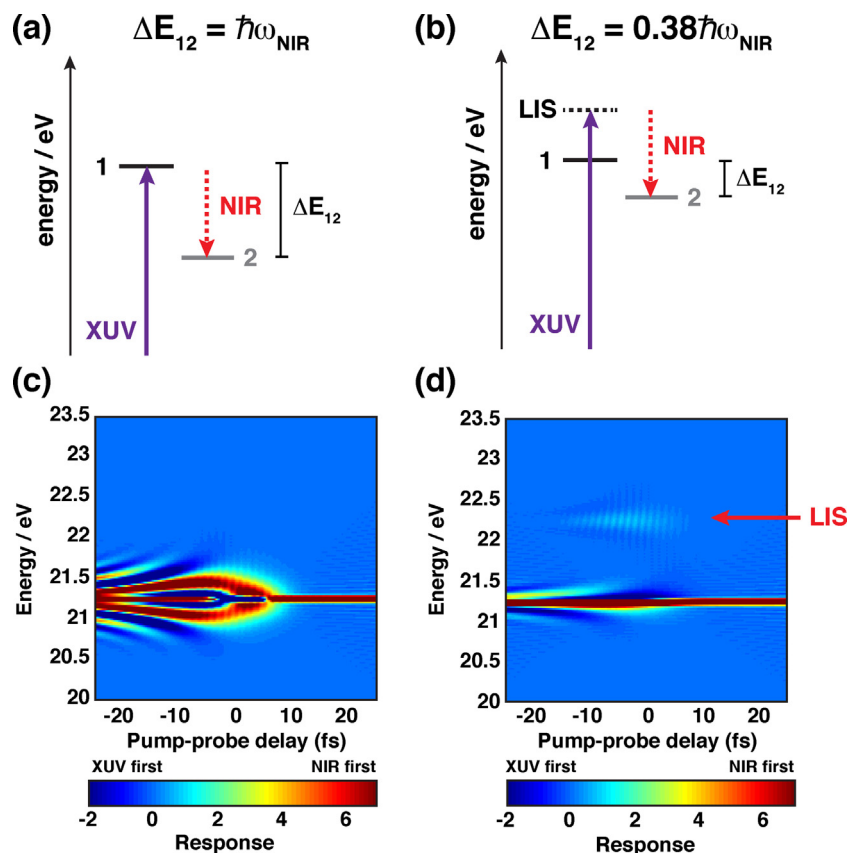 (a)
ΔE12 = ħωNIR
energy / eV
1
NIR
ΔE12
2
XUV
(b)
ΔE12 = 0.38ħωNIR
energy / eV
LIS
NIR
1
ΔE12
2
XUV
(c)
23.5
23
22.5
22
21.5
21
20.5
20
Energy / eV
-20 -10 0 10 20
Pump-probe delay (fs)
XUV first NIR first
-2 0 2 4 6
Response
(d)
23.5
23
22.5
22
21.5
21
20.5
20
Energy / eV
LIS
-20 -10 0 10 20
Pump-probe delay (fs)
XUV first NIR first
-2 0 2 4 6
Response